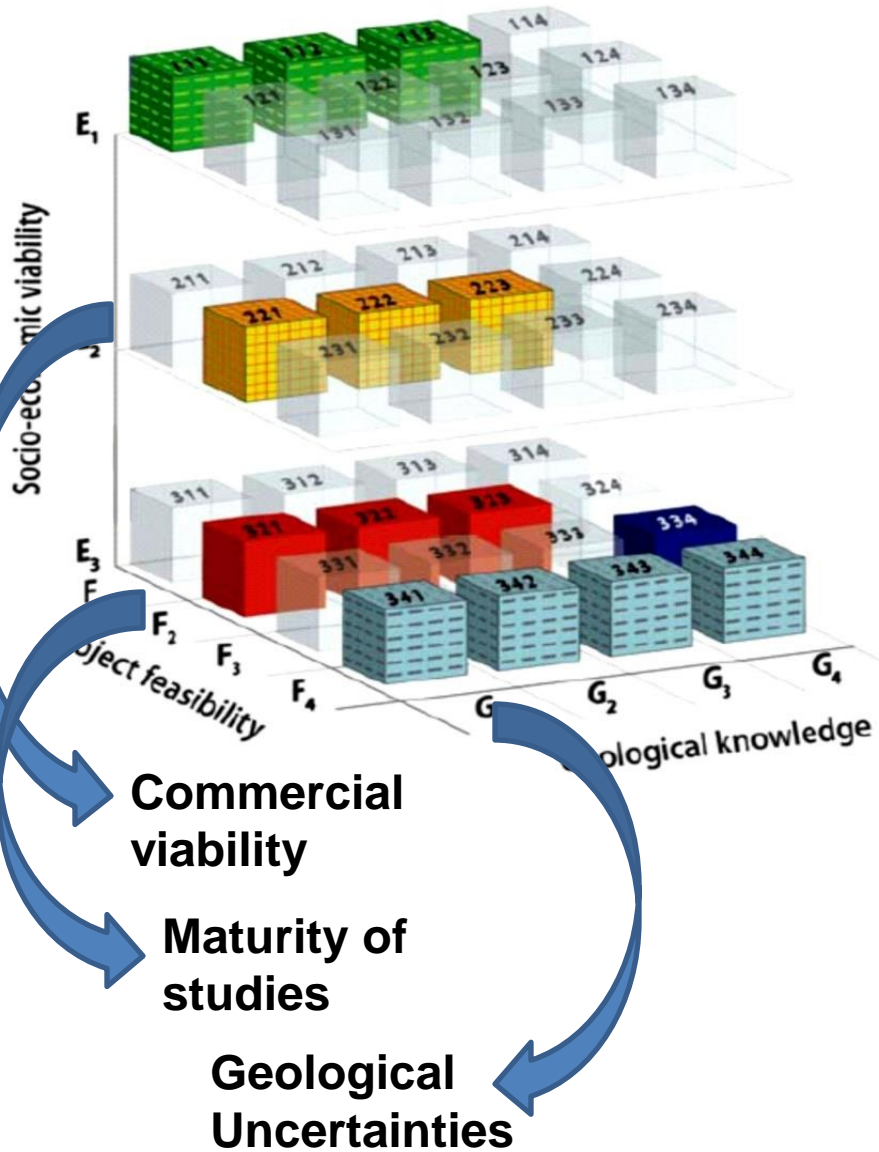 114
111 112 113
124
121 122 123
134
131 132 133
E1
Socio-economic viability
214
211 212 213
224
221 222 223
234
231 232 233
2
314
311 312 313
324
321 322 323
334
331 332 333
344
341 342 343
E3
F
F2
F3
F4
oject feasibility
G
G2
G3
G4
ological knowledge
Commercial
viability
Maturity of
studies
Geological
Uncertainties